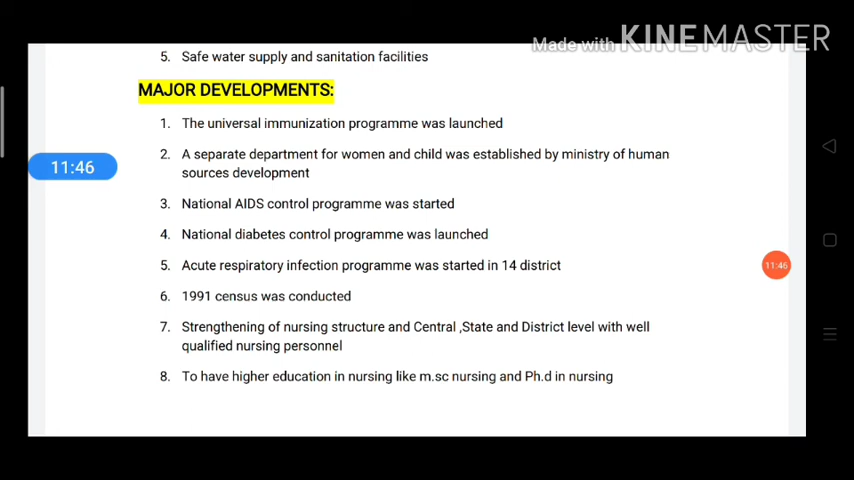 Made with KINEMASTER
5. Safe water supply and sanitation facilities
MAJOR DEVELOPMENTS:
1. The universal immunization programme was launched
2. A separate department for women and child was established by ministry of human
sources development
11:46
3. National AIDS control programme was started
4. National diabetes control programme was launched
5. Acute respiratory infection programme was started in 14 district
11:46
6. 1991 census was conducted
7. Strengthening of nursing structure and Central ,State and District level with well
qualified nursing personnel
8. To have higher education in nursing like m.sc nursing and Ph.d in nursing